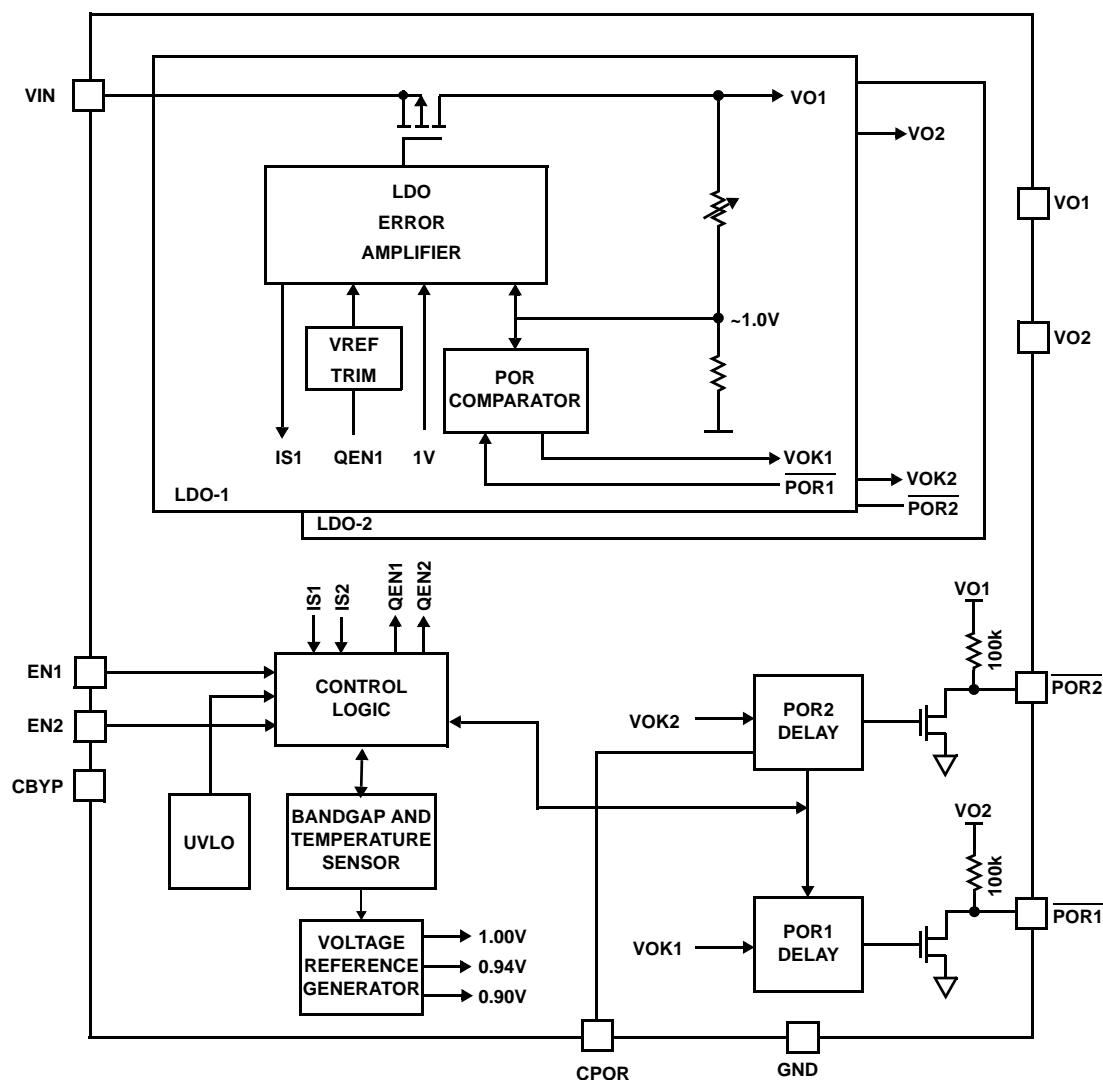 VIN
VO1
VO2
LDO
ERROR
AMPLIFIER
VO1
~1.0V
VO2
VREF
TRIM
POR
COMPARATOR
IS1
QEN1
1V
VOK1
POR1
VOK2
POR2
LDO-1
LDO-2
IS1
IS2
QEN1
QEN2
VO1
100k
EN1
CONTROL
LOGIC
POR2
EN2
VOK2
POR2
DELAY
CBYP
UVLO
BANDGAP AND
TEMPERATURE
SENSOR
VO2
100k
VOLTAGE
REFERENCE
GENERATOR
1.00V
0.94V
0.90V
VOK1
POR1
DELAY
POR1
CPOR
GND